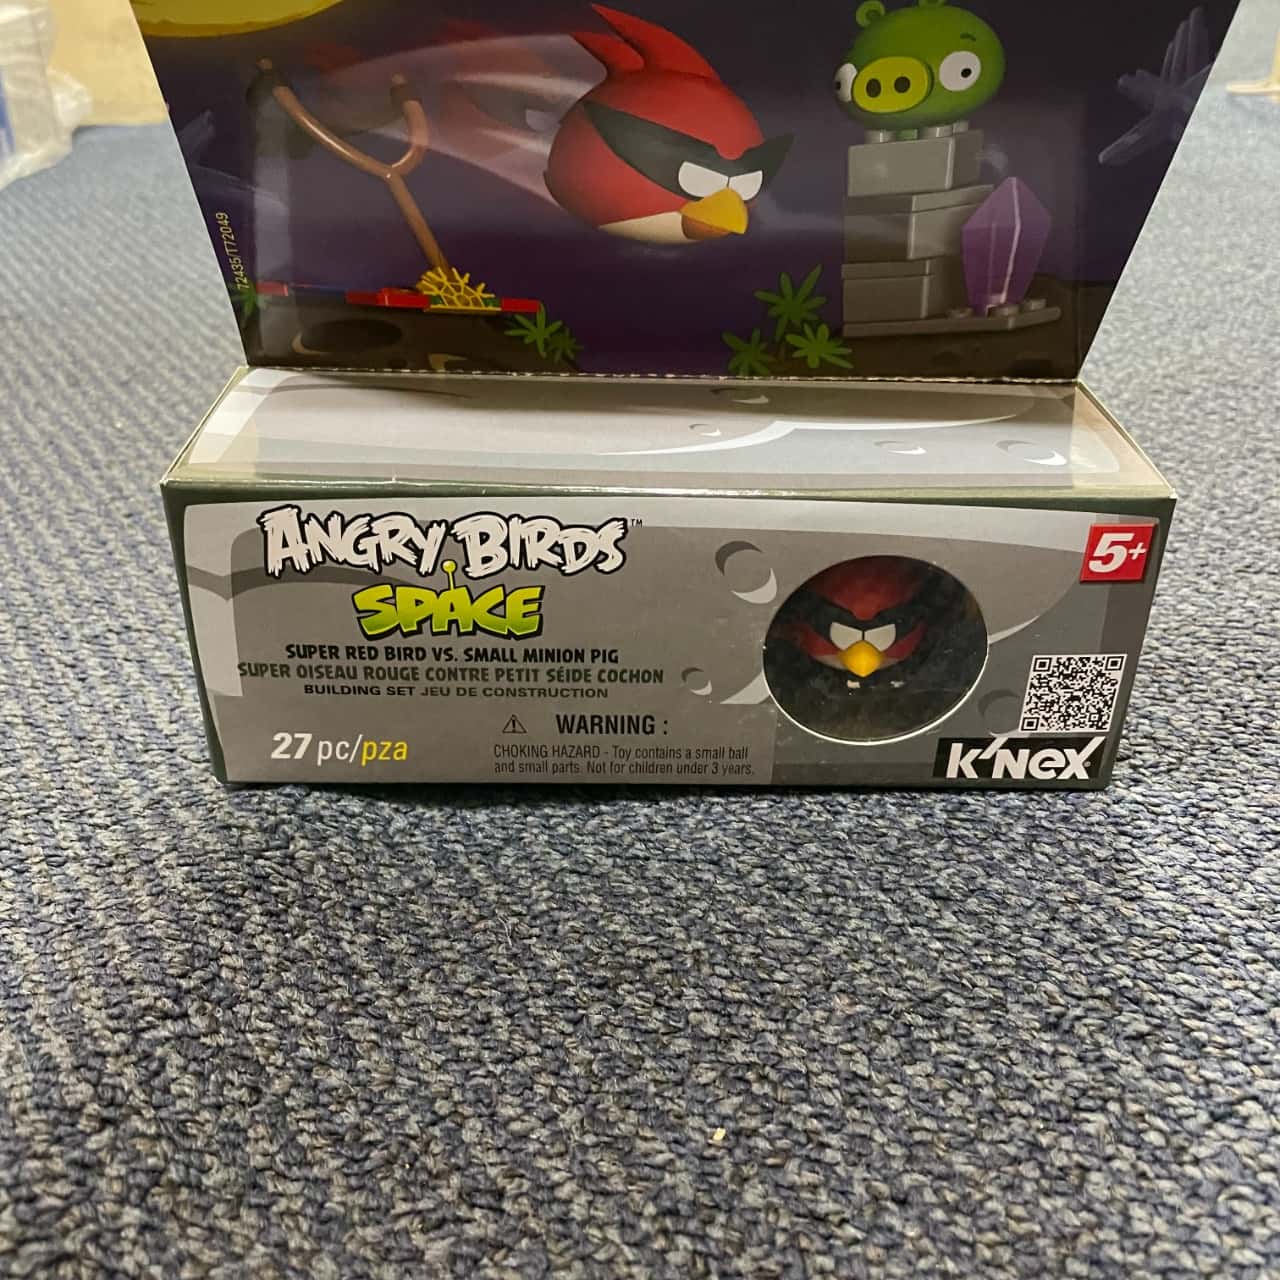 72435/T72049
ANGRY BIRDS™
SPACE
SUPER RED BIRD VS. SMALL MINION PIG
SUPER OISEAU ROUGE CONTRE PETIT SÉIDE COCHON
BUILDING SET JEU DE CONSTRUCTION
27 pc/pza
⚠ WARNING :
CHOKING HAZARD - Toy contains a small ball
and small parts. Not for children under 3 years.
5+
K'NEX